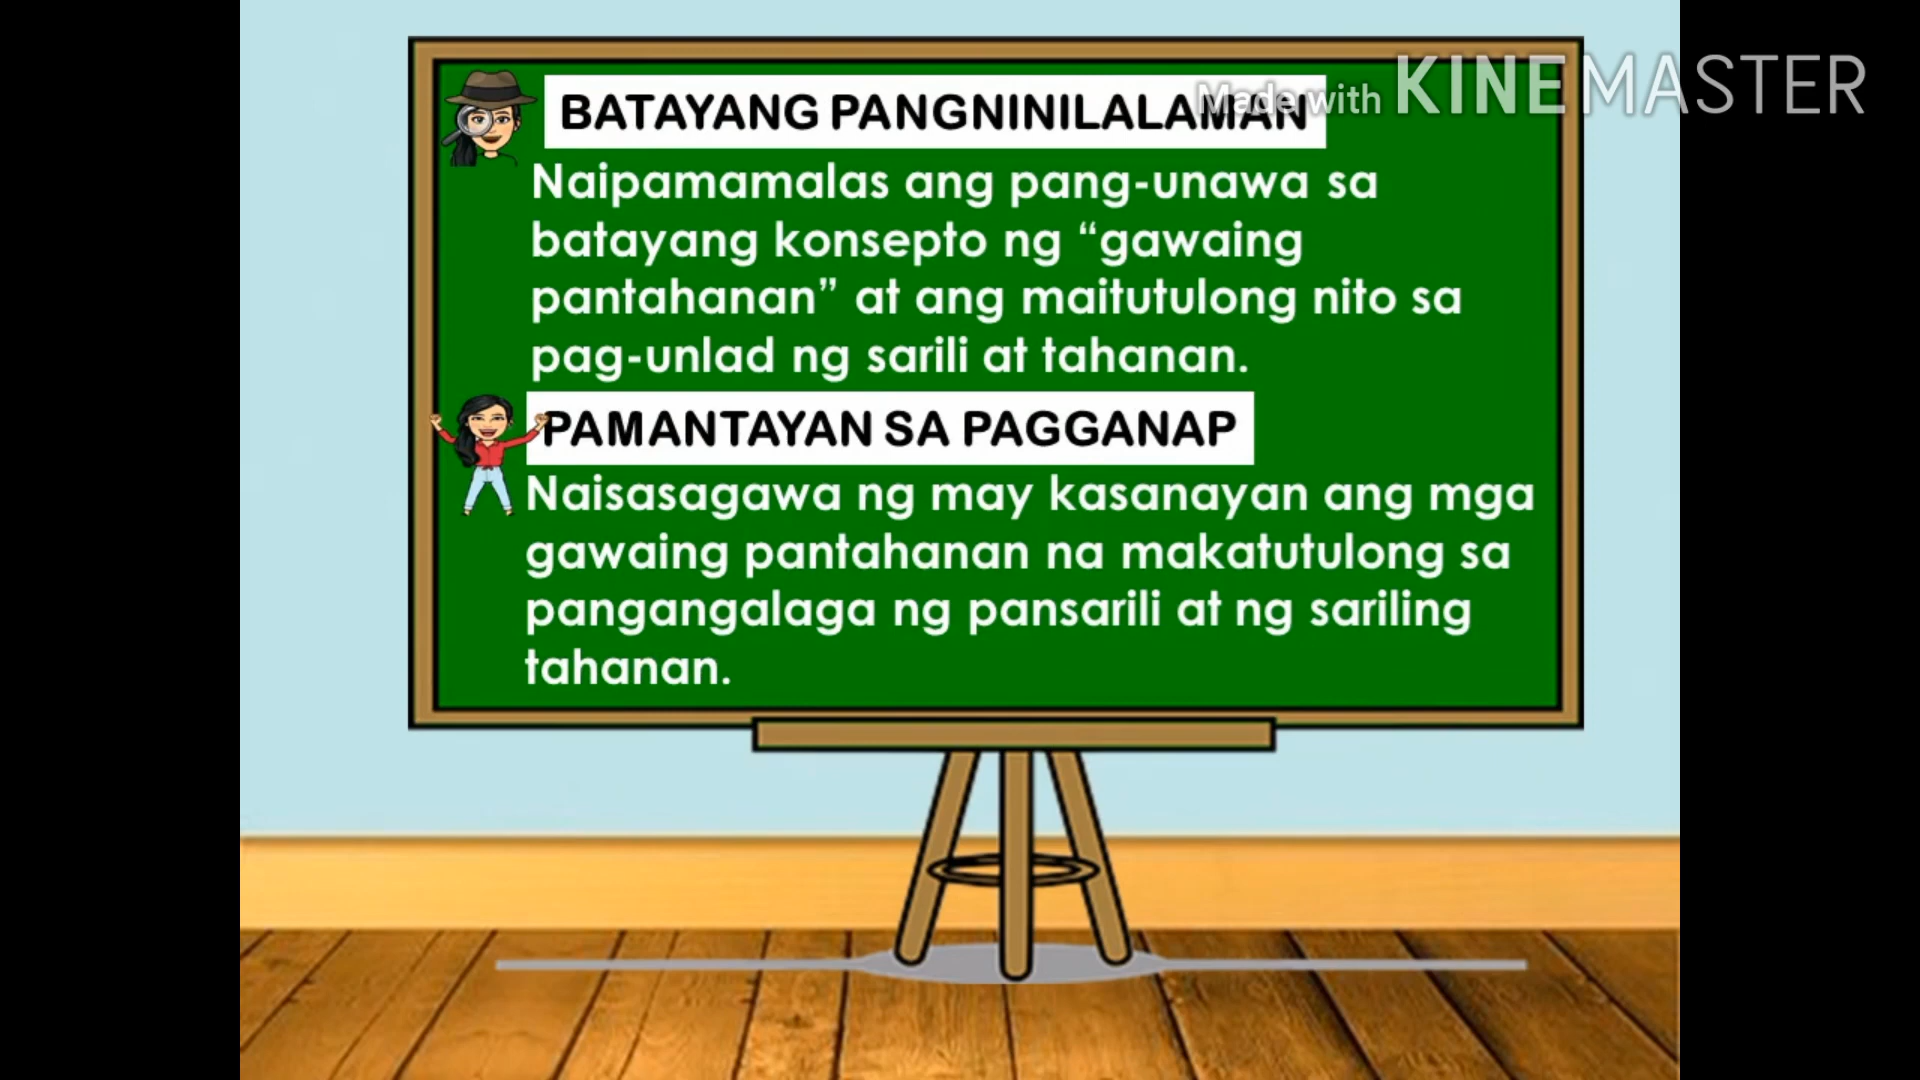 Made with KINEMASTER
BATAYANG PANGNINILALAMAN
Naipamamalas ang pang-unawa sa
batayang konsepto ng “gawaing
pantahanan” at ang maitutulong nito sa
pag-unlad ng sarili at tahanan.
PAMANTAYAN SA PAGGANAP
Naisasagawa ng may kasanayan ang mga
gawaing pantahanan na makatutulong sa
pangangalaga ng pansarili at ng sariling
tahanan.